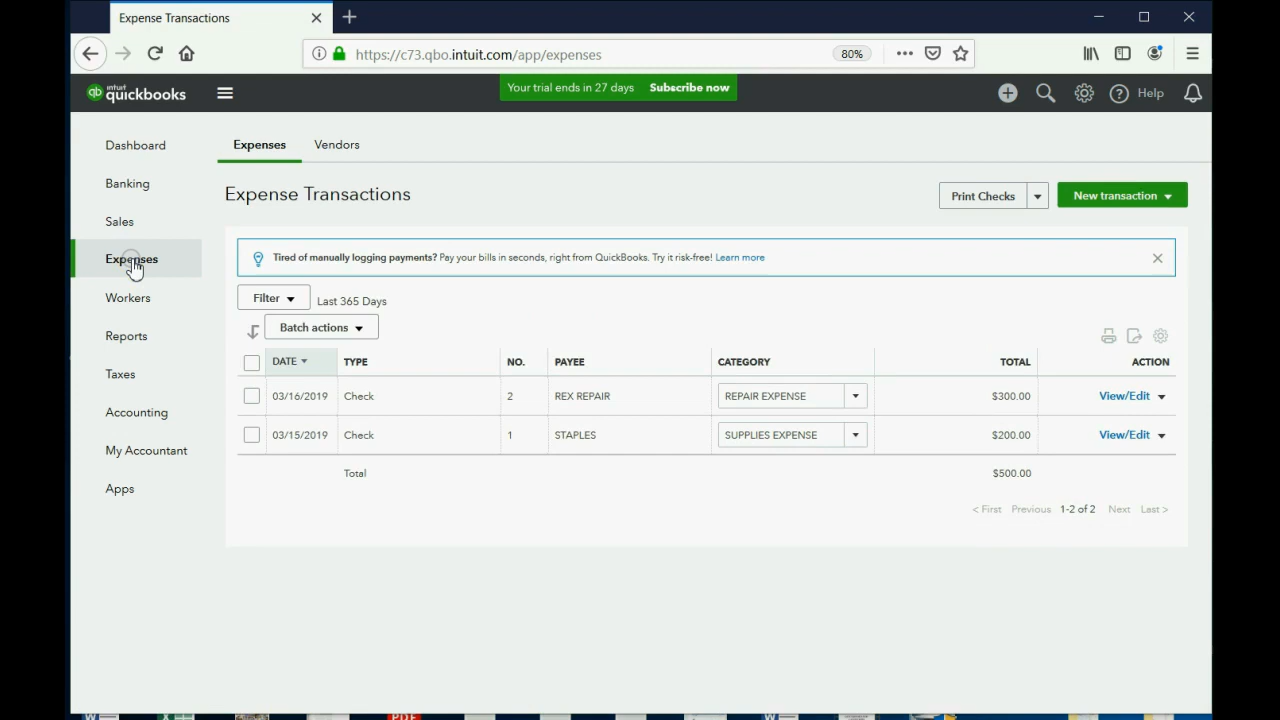 Expense Transactions
https://c73.qbo.intuit.com/app/expenses
80%
intuit
qb quickbooks
Your trial ends in 27 days Subscribe now
Help
Dashboard
Banking
Sales
Expenses
Workers
Reports
Taxes
Accounting
My Accountant
Apps
Expenses Vendors
Expense Transactions
Print Checks
New transaction
Tired of manually logging payments? Pay your bills in seconds, right from QuickBooks. Try it risk-free! Learn more
Filter Last 365 Days
Batch actions
DATE TYPE NO. PAYEE CATEGORY TOTAL ACTION
03/16/2019 Check 2 REX REPAIR REPAIR EXPENSE $300.00 View/Edit
03/15/2019 Check 1 STAPLES SUPPLIES EXPENSE $200.00 View/Edit
Total $500.00
< First Previous 1-2 of 2 Next Last >
PDF